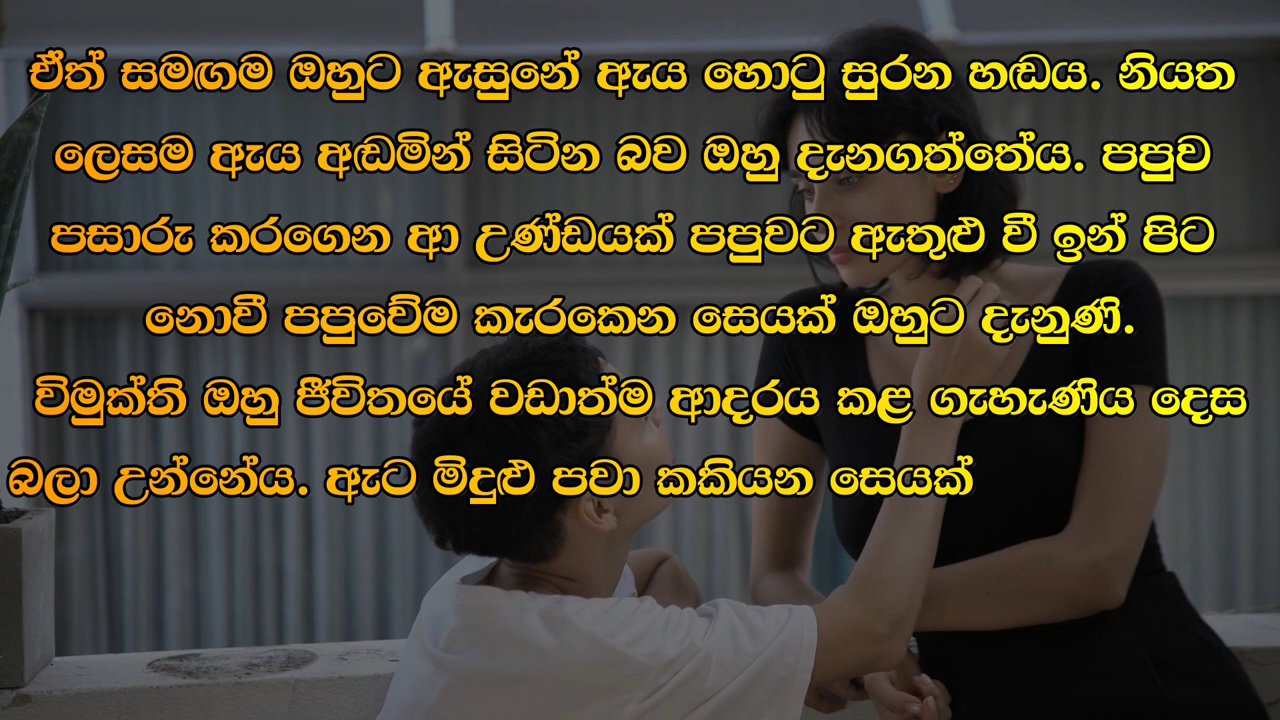 ඒත් සමඟම ඔහුට ඇසුනේ ඇය හොටු සුරන හඬය. නියත
ලෙසම ඇය අඬමින් සිටින බව ඔහු දැනගත්තේය. පපුව
පසාරු කරගෙන ආ උණ්ඩයක් පපුවට ඇතුළු වී ඉන් පිට
නොවී පපුවේම කැරකෙන සෙයක් ඔහුට දැනුණි.
විමුක්ති ඔහු ජීවිතයේ වඩාත්ම ආදරය කළ ගැහැණිය දෙස
බලා උන්නේය. ඇට මිදුළු පවා කකියන සෙයක්